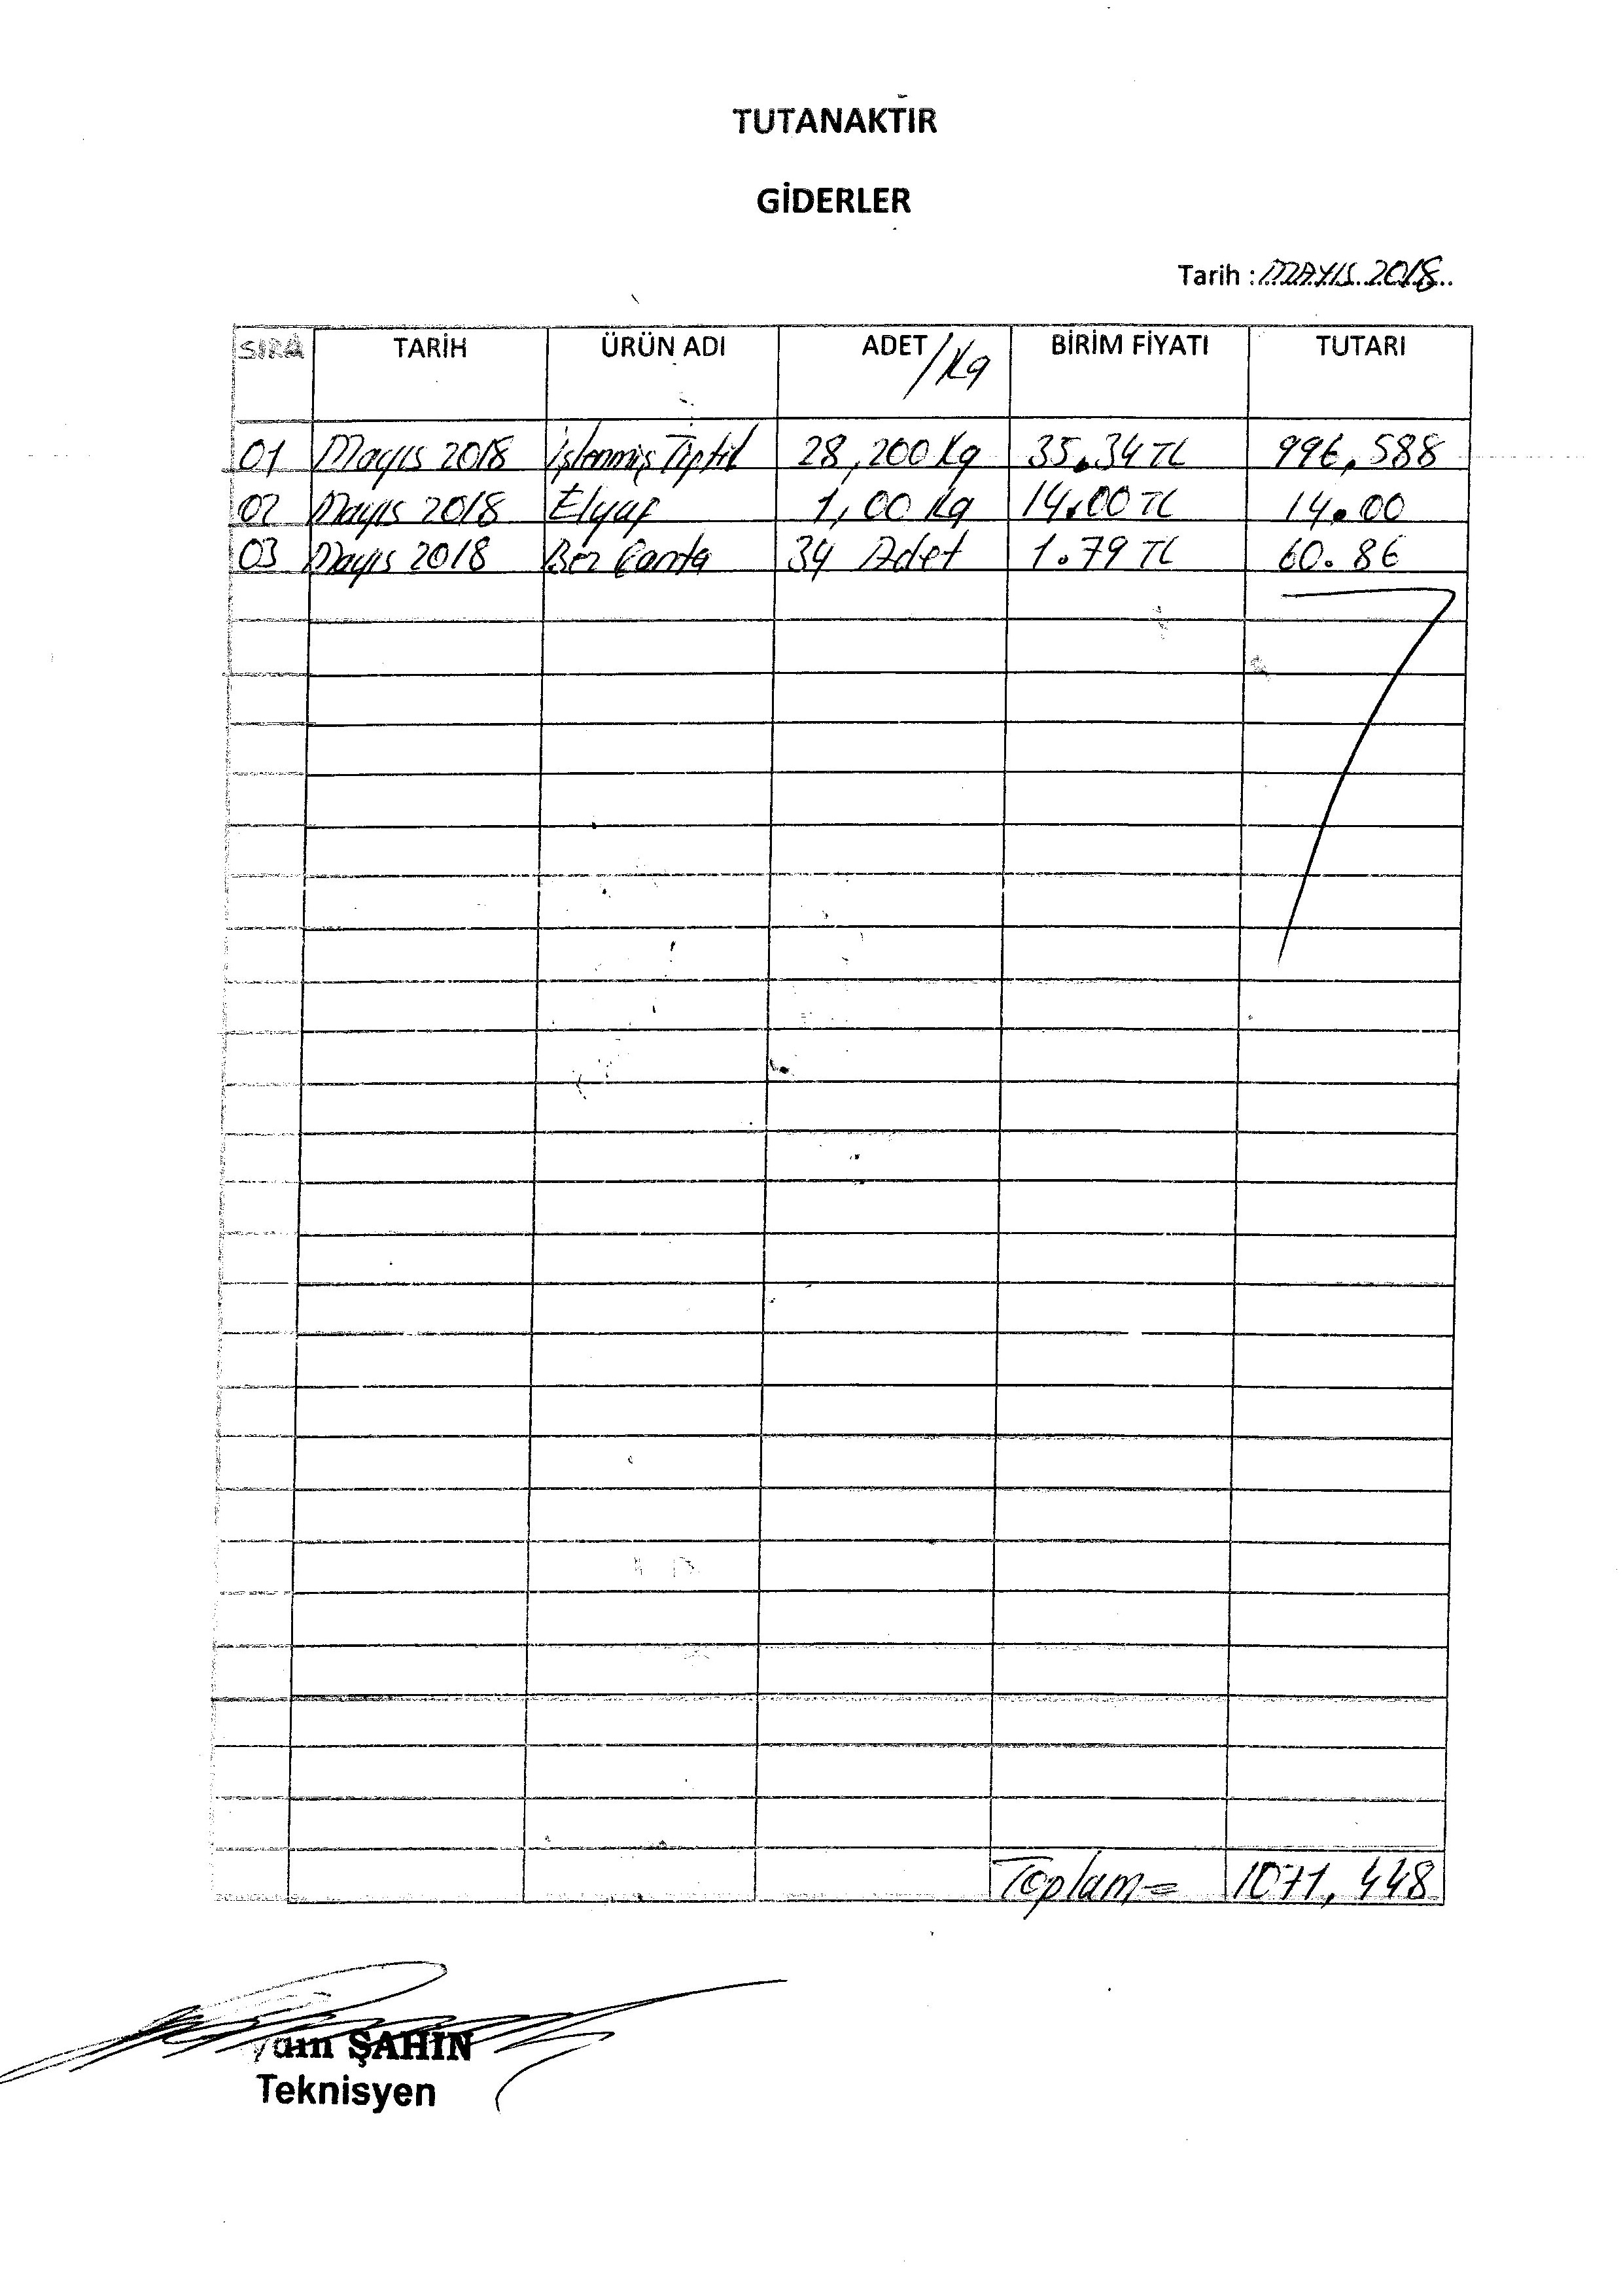 TUTANAKTIR
GİDERLER
Tarih : MAYIS 2018
SIRA TARİH ÜRÜN ADI ADET /Kg BİRİM FİYATI TUTARI
01 Mayıs 2018 İşlenmiş Tiftik 28,200 Kg 35.34 TL 996,588
02 Mayıs 2018 Elyaf 1,00 Kg 14.00 TL 14.00
03 Mayıs 2018 Bez Çanta 34 Adet 1.79 TL 60.86
Toplam= 1071,448
ŞAHİN
Teknisyen